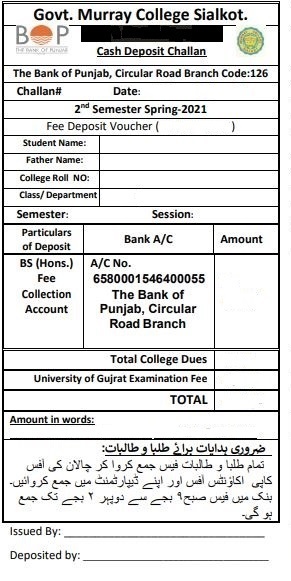 Govt. Murray College Sialkot.
BOP
THE BANK OF PUNJAB
Cash Deposit Challan
The Bank of Punjab, Circular Road Branch Code:126
Challan# Date:
2nd Semester Spring-2021
Fee Deposit Voucher ( )
Student Name:
Father Name:
College Roll NO:
Class/ Department
Semester: Session:
Particulars of Deposit Bank A/C Amount
BS (Hons.) Fee Collection Account
A/C No.
6580001546400055
The Bank of
Punjab, Circular
Road Branch
Total College Dues
University of Gujrat Examination Fee
TOTAL
Amount in words:
ضروری ہدایات برائے طلبا و طالبات:
تمام طلبا و طالبات فیس جمع کروا کر چالان کی آفس
کاپی اکاؤنٹس آفس اور اپنے ڈیپارٹمنٹ میں جمع کروائیں۔
بنک میں فیس صبح ۹ بجے سے دوپہر ۲ بجے تک جمع
ہو گی۔
Issued By:
Deposited by: